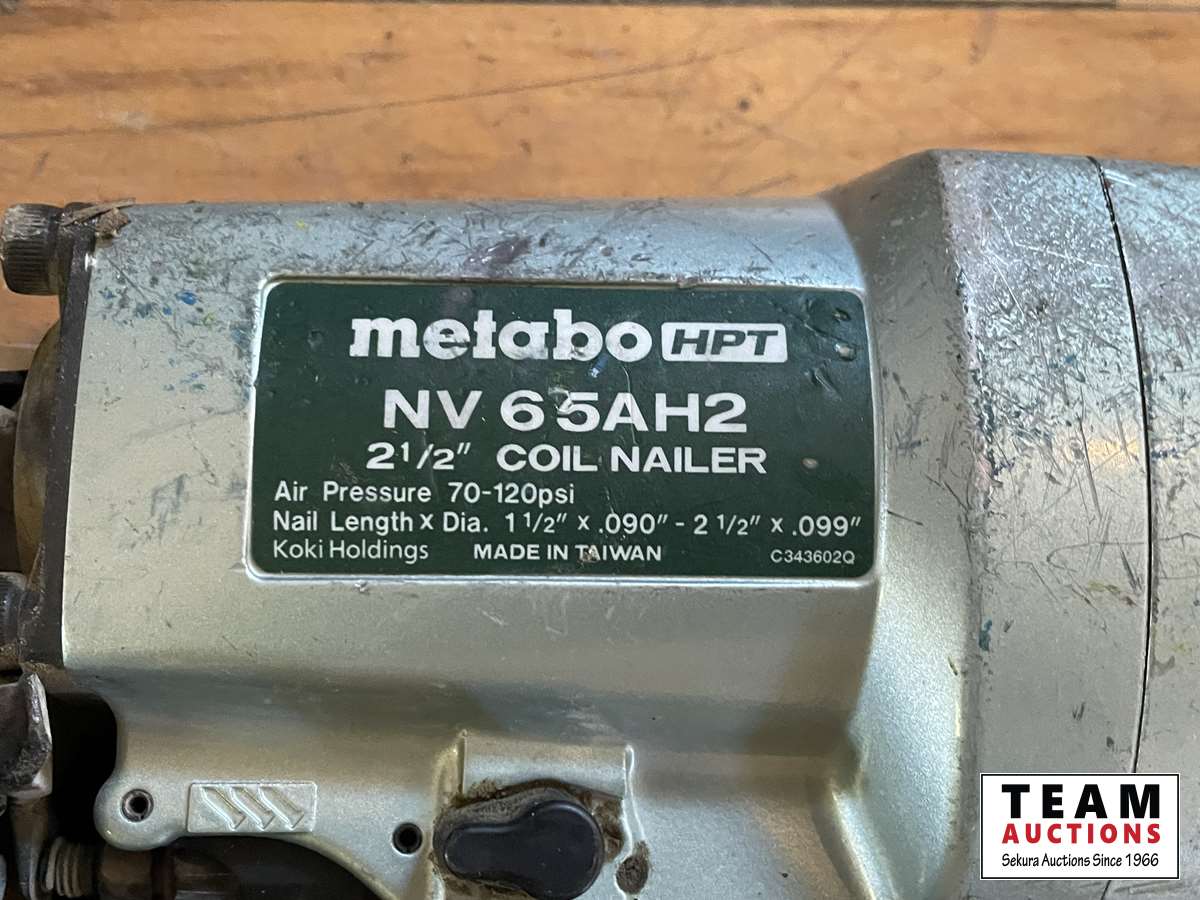 metabo HPT
NV 65AH2
2 1/2" COIL NAILER
Air Pressure 70-120psi
Nail Length x Dia. 1 1/2" x .090" - 2 1/2" x .099"
Koki Holdings MADE IN TAIWAN C343602Q
TEAM
AUCTIONS
Sekura Auctions Since 1966